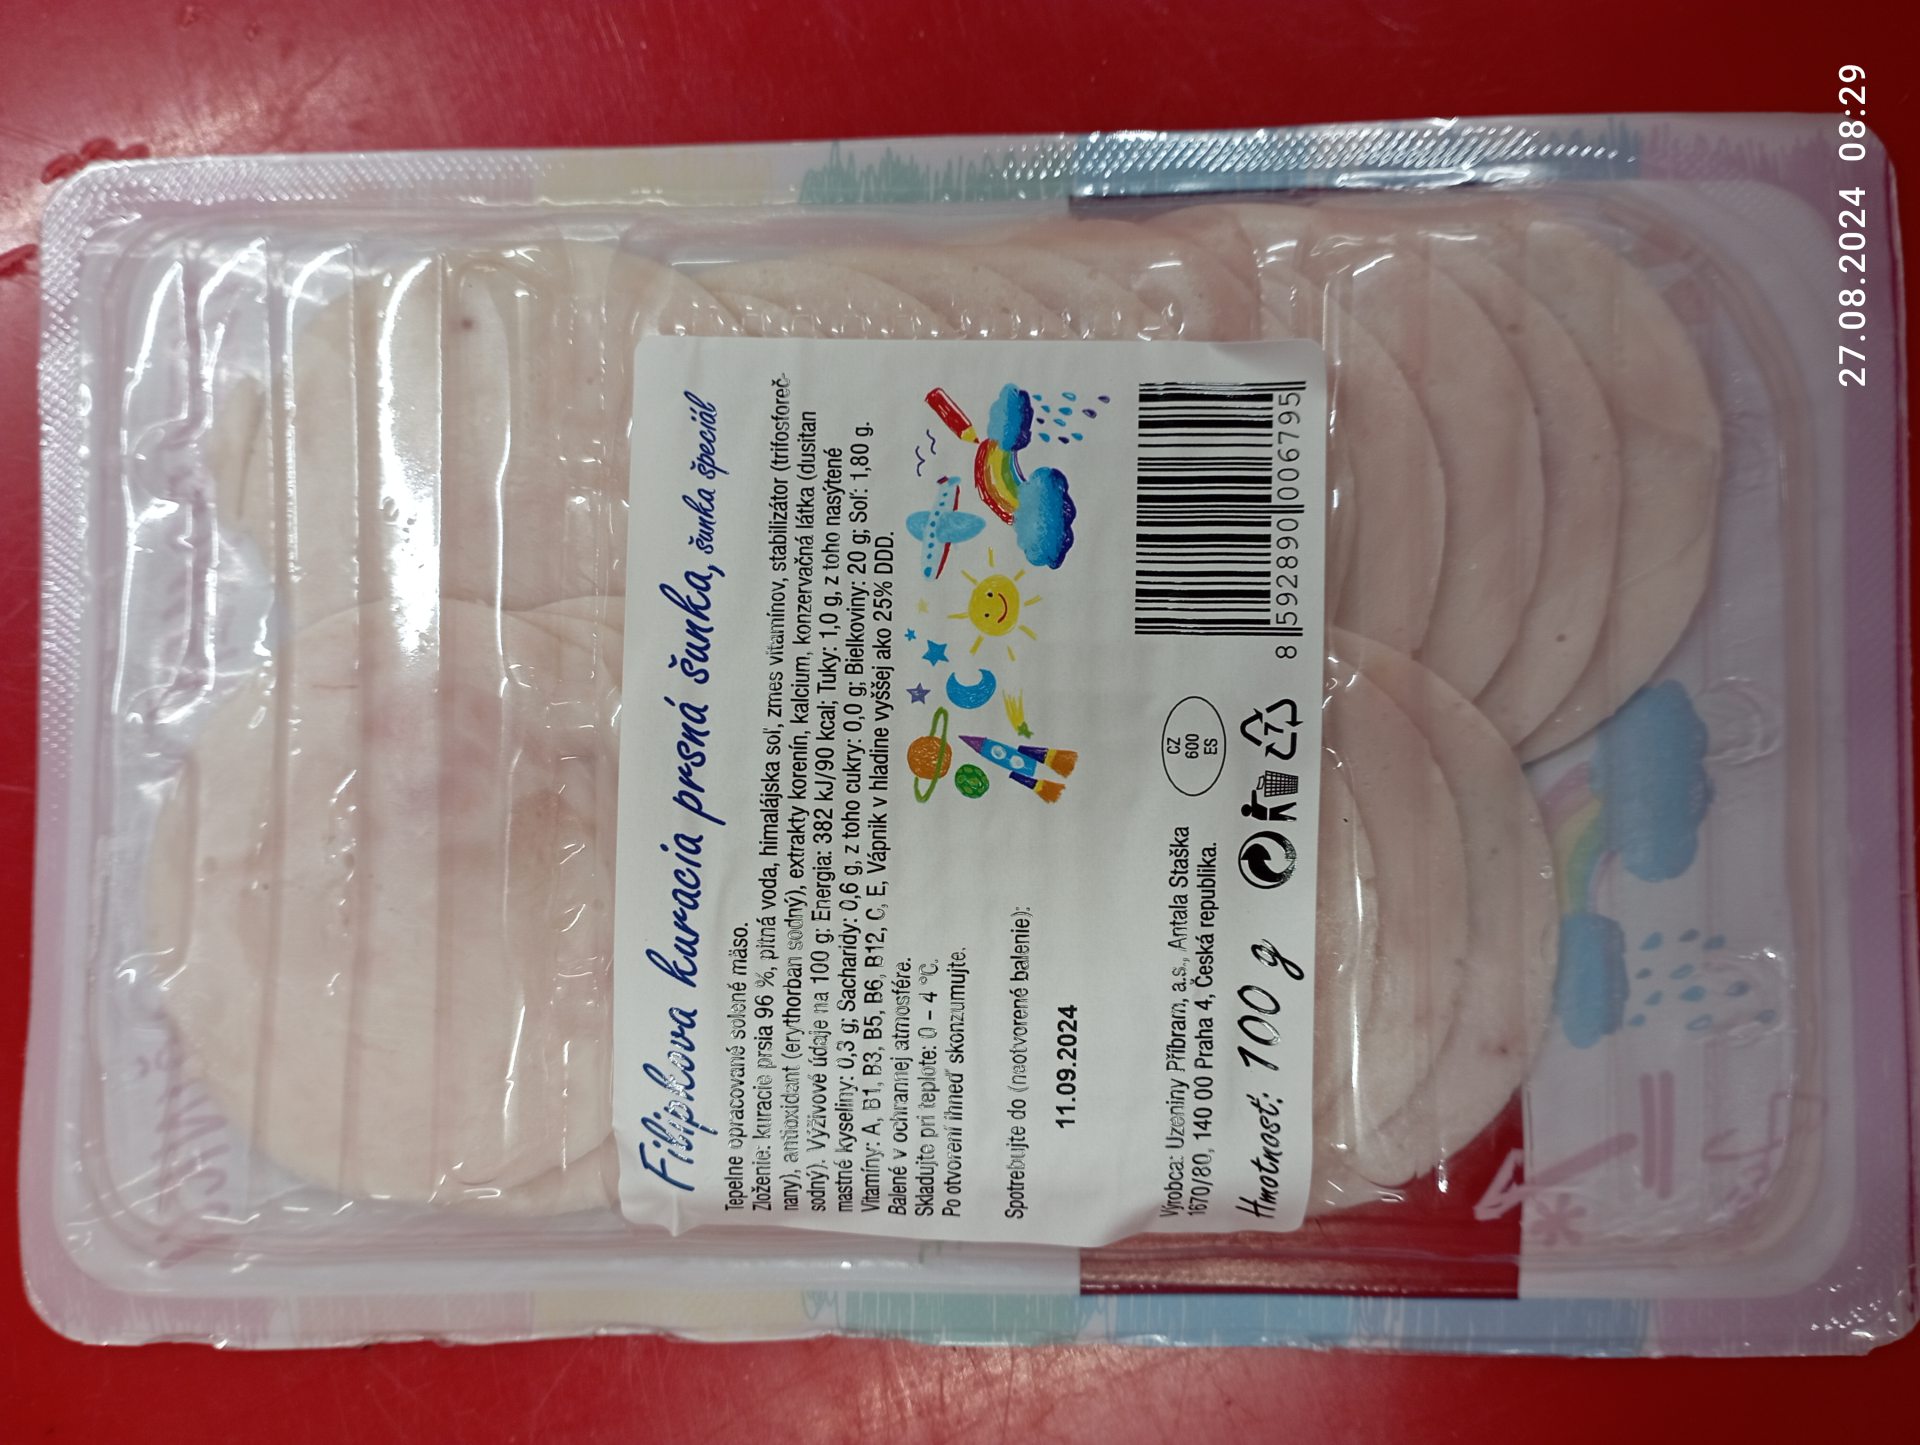 Filipkova kuracia prsná šunka, šunka špeciál
Tepelne opracované solené mäso.
Zloženie: kuracie prsia 96 %, pitná voda, himalájska soľ, zmes vitamínov, stabilizátor (trifosforeč-
nany), antioxidant (erythorban sodný), extrakty korenín, kalcium, konzervačná látka (dusitan
sodný). Výživové údaje na 100 g: Energia: 382 kJ/90 kcal; Tuky: 1,0 g, z toho nasýtené
mastné kyseliny: 0,3 g; Sacharidy: 0,6 g, z toho cukry: 0,0 g; Bielkoviny: 20 g; Soľ: 1,80 g.
Vitamíny: A, B1, B3, B5, B6, B12, C, E, Vápnik v hladine vyššej ako 25% DDD.
Balené v ochrannej atmosfére.
Skladujte pri teplote: 0 - 4 °C.
Po otvorení ihneď skonzumujte.
Spotrebujte do (neotvorené balenie):
11.09.2024
Výrobca: Uzeniny Příbram, a.s., Antala Staška
1670/80, 140 00 Praha 4, Česká republika.
CZ
600
ES
Hmotnosť: 100 g
8 592890 006795
27.08.2024 08:29